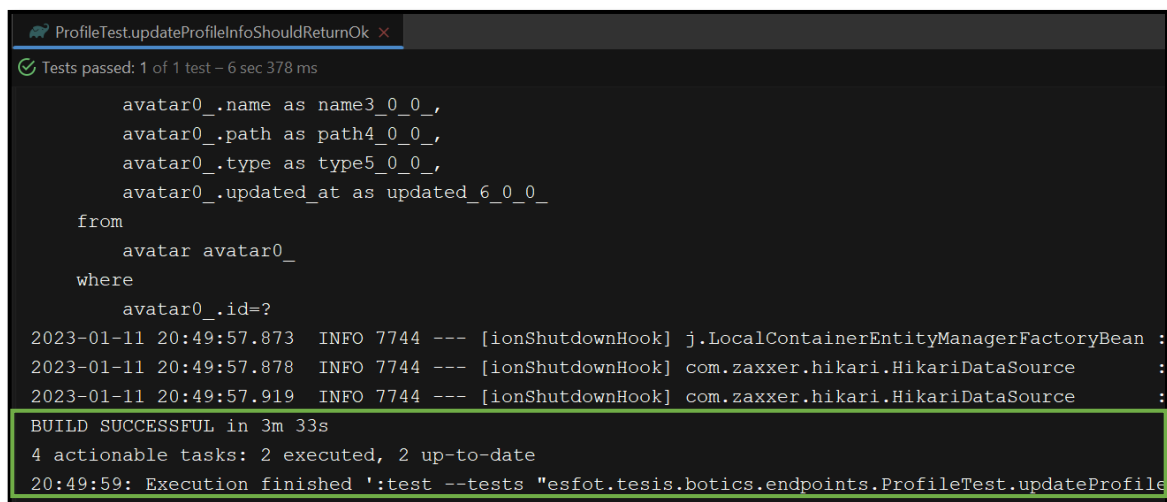 ProfileTest.updateProfileInfoShouldReturnOk ×
Tests passed: 1 of 1 test – 6 sec 378 ms
avatar0_.name as name3_0_0_,
avatar0_.path as path4_0_0_,
avatar0_.type as type5_0_0_,
avatar0_.updated_at as updated_6_0_0_
from
avatar avatar0_
where
avatar0_.id=?
2023-01-11 20:49:57.873  INFO 7744 --- [ionShutdownHook] j.LocalContainerEntityManagerFactoryBean :
2023-01-11 20:49:57.878  INFO 7744 --- [ionShutdownHook] com.zaxxer.hikari.HikariDataSource       :
2023-01-11 20:49:57.919  INFO 7744 --- [ionShutdownHook] com.zaxxer.hikari.HikariDataSource       :
BUILD SUCCESSFUL in 3m 33s
4 actionable tasks: 2 executed, 2 up-to-date
20:49:59: Execution finished ':test --tests "esfot.tesis.botics.endpoints.ProfileTest.updateProfile